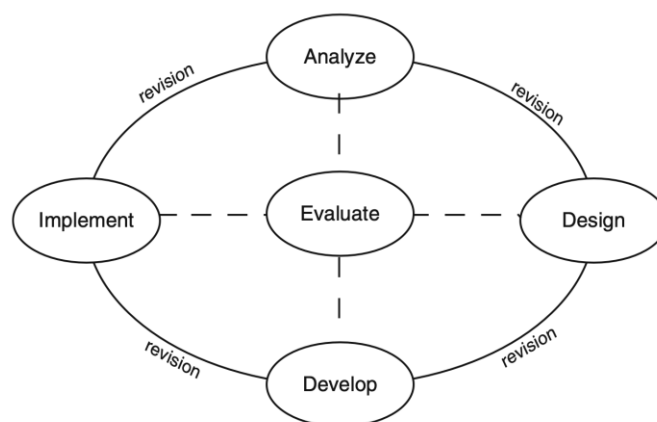 Analyze
revision
revision
Implement
Evaluate
Design
revision
revision
Develop